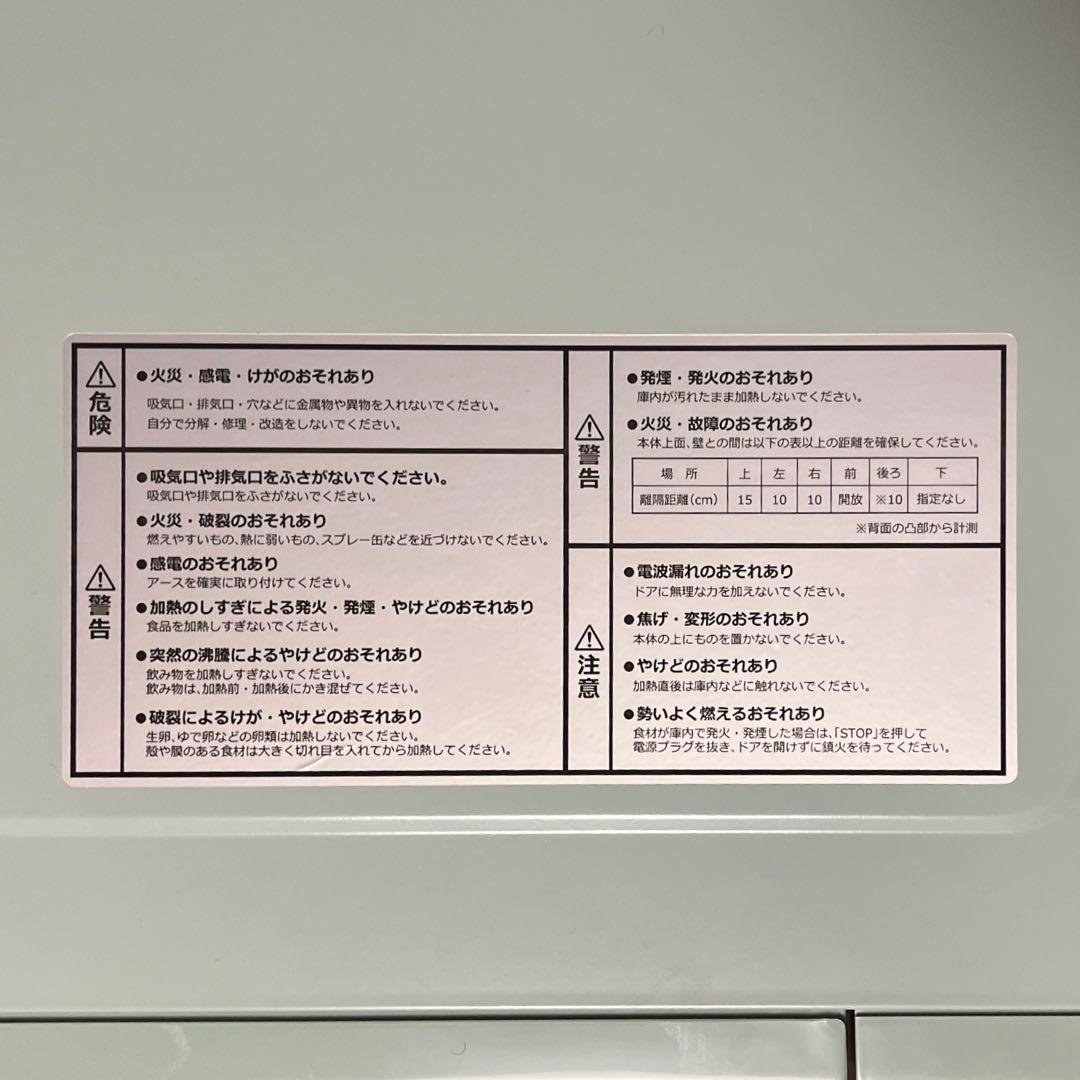 危険
●火災・感電・けがのおそれあり
吸気口・排気口・穴などに金属物や異物を入れないでください。
自分で分解・修理・改造をしないでください。
警告
●吸気口や排気口をふさがないでください。
吸気口や排気口をふさがないでください。
●火災・破裂のおそれあり
燃えやすいもの、熱に弱いもの、スプレー缶などを近づけないでください。
●感電のおそれあり
アースを確実に取り付けてください。
●加熱のしすぎによる発火・発煙・やけどのおそれあり
食品を加熱しすぎないでください。
●突然の沸騰によるやけどのおそれあり
飲み物を加熱しすぎないでください。
飲み物は、加熱前・加熱後にかき混ぜてください。
●破裂によるけが・やけどのおそれあり
生卵、ゆで卵などの卵類は加熱しないでください。
殻や膜のある食材は大きく切れ目を入れてから加熱してください。
警告
●発煙・発火のおそれあり
庫内が汚れたまま加熱しないでください。
●火災・故障のおそれあり
本体上面、壁との間は以下の表以上の距離を確保してください。
場所 上 左 右 前 後ろ 下
離隔距離(cm) 15 10 10 開放 ※10 指定なし
※背面の凸部から計測
注意
●電波漏れのおそれあり
ドアに無理な力を加えないでください。
●焦げ・変形のおそれあり
本体の上にものを置かないでください。
●やけどのおそれあり
加熱直後は庫内などに触れないでください。
●勢いよく燃えるおそれあり
食材が庫内で発火・発煙した場合は、「STOP」を押して
電源プラグを抜き、ドアを開けずに鎮火を待ってください。